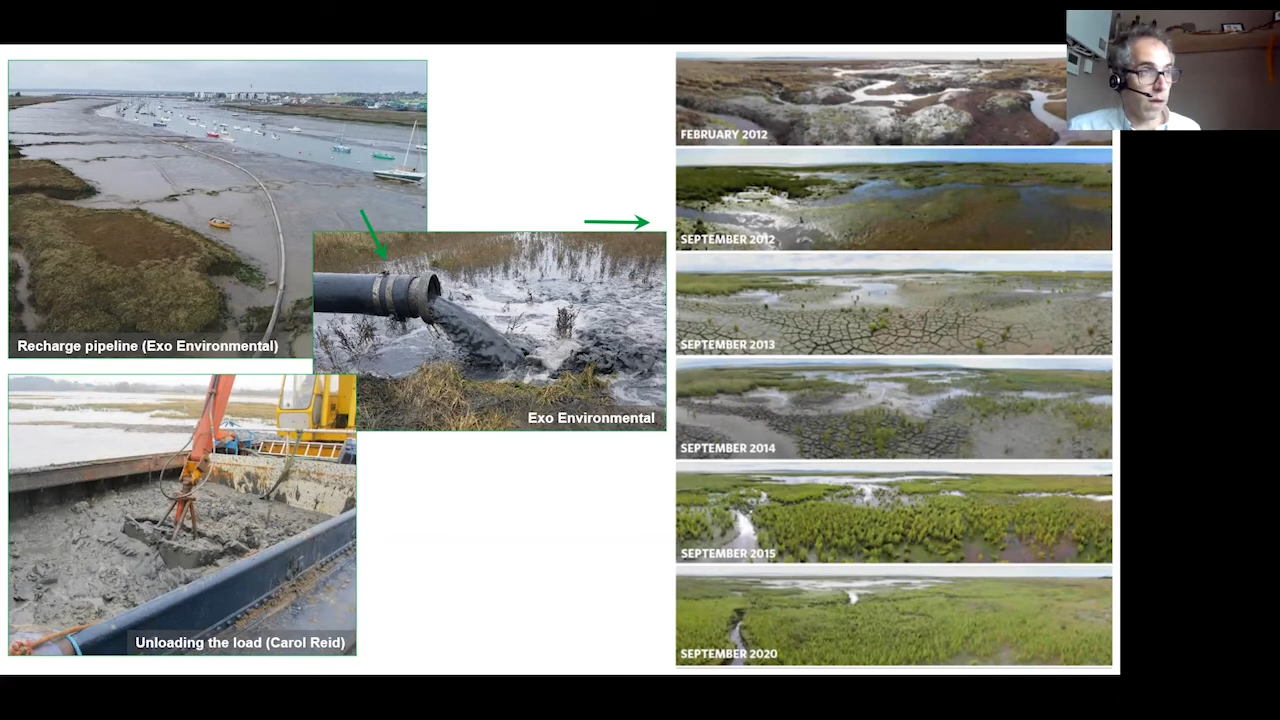 Recharge pipeline (Exo Environmental)
Exo Environmental
Unloading the load (Carol Reid)
FEBRUARY 2012
SEPTEMBER 2012
SEPTEMBER 2013
SEPTEMBER 2014
SEPTEMBER 2015
SEPTEMBER 2020